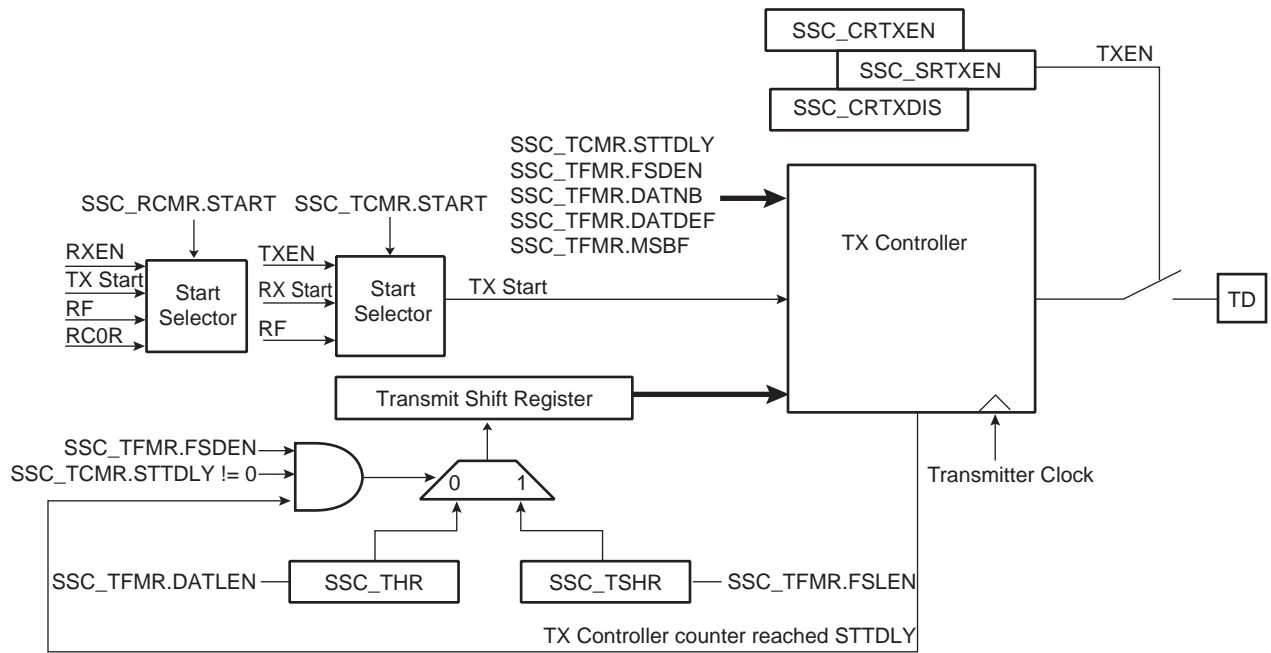 SSC_CRTXEN
SSC_SRTXEN
TXEN
SSC_CRTXDIS
SSC_TCMR.STTDLY
SSC_TFMR.FSDEN
SSC_TFMR.DATNB
SSC_TFMR.DATDEF
SSC_TFMR.MSBF
SSC_RCMR.START
SSC_TCMR.START
RXEN
TX Start
RF
RC0R
Start
Selector
TXEN
RX Start
RF
Start
Selector
TX Start
TX Controller
TD
Transmit Shift Register
Transmitter Clock
SSC_TFMR.FSDEN
SSC_TCMR.STTDLY != 0
0
1
SSC_TFMR.DATLEN
SSC_THR
SSC_TSHR
SSC_TFMR.FSLEN
TX Controller counter reached STTDLY